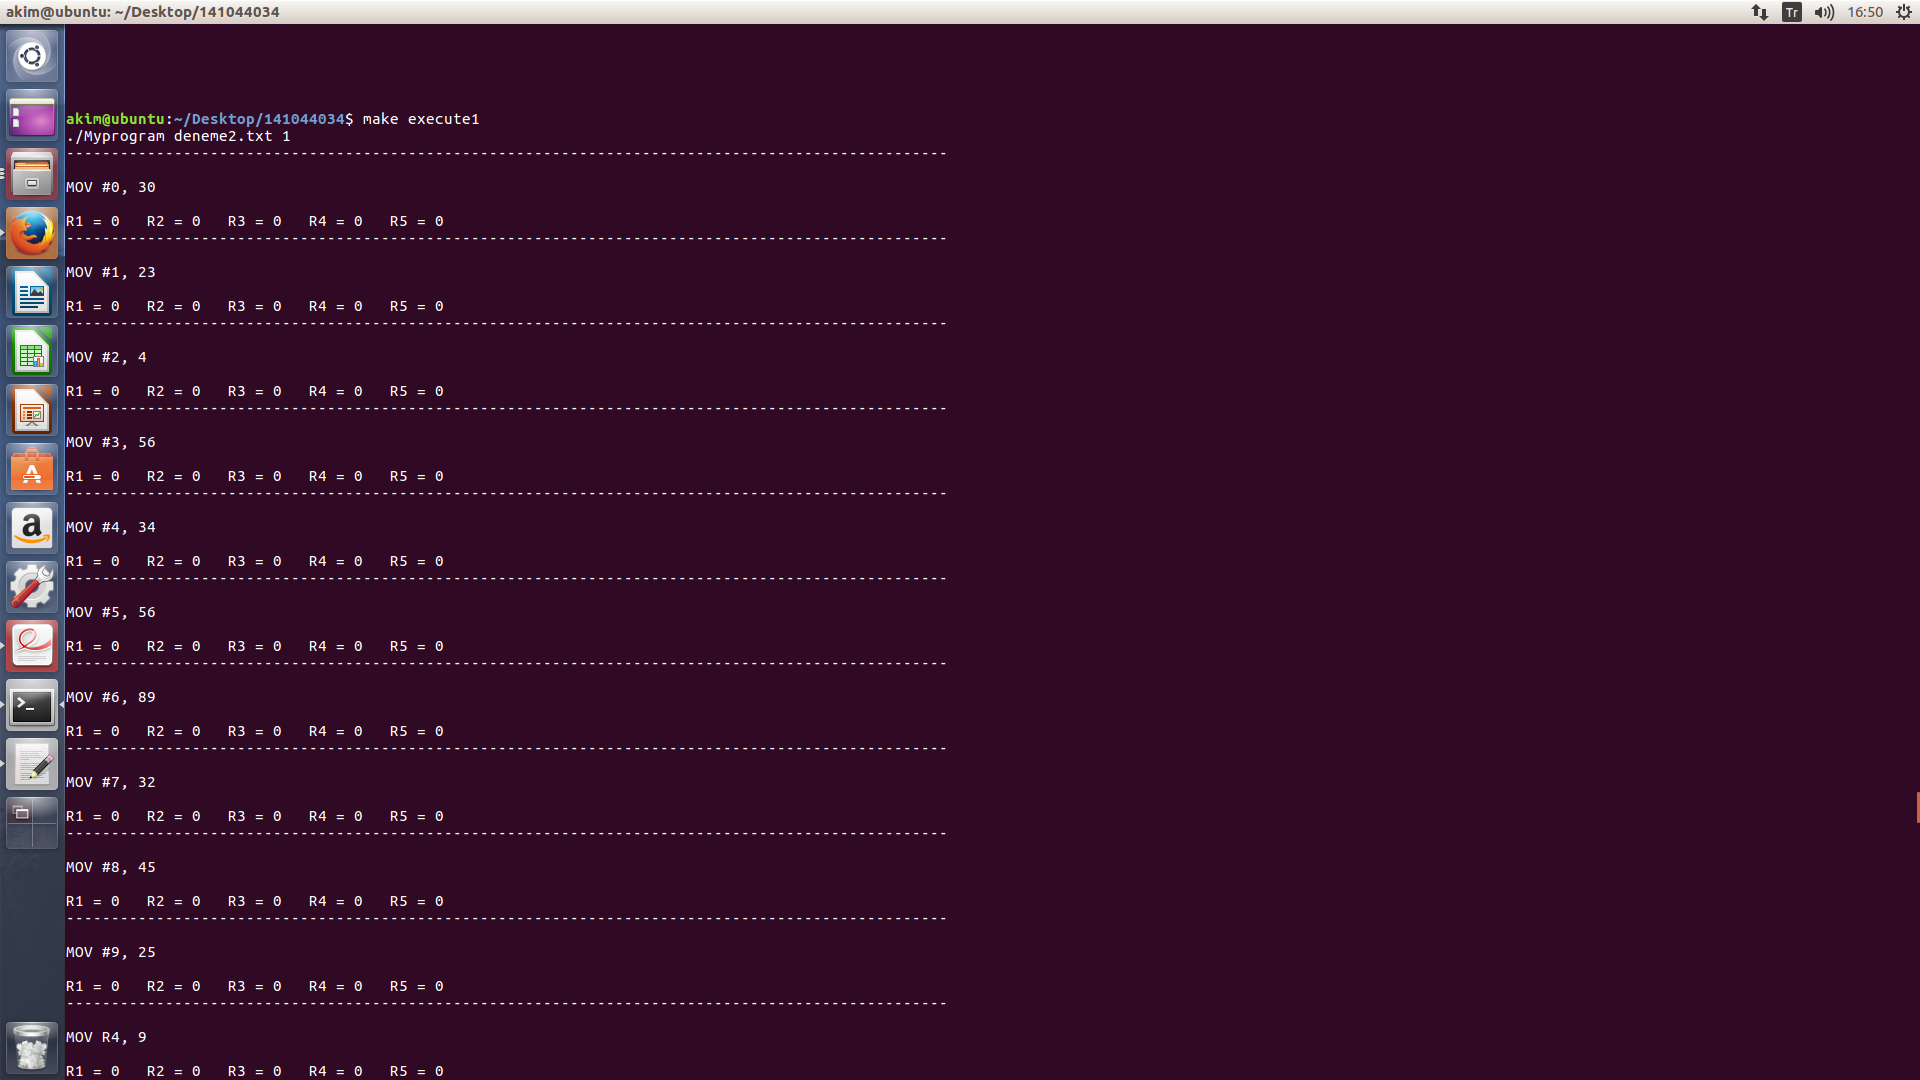 akim@ubuntu: ~/Desktop/141044034
Tr
16:50
akim@ubuntu:~/Desktop/141044034$ make execute1
./Myprogram deneme2.txt 1
--------------------------------------------------------------------------------------------------
MOV #0, 30
R1 = 0   R2 = 0   R3 = 0   R4 = 0   R5 = 0
--------------------------------------------------------------------------------------------------
MOV #1, 23
R1 = 0   R2 = 0   R3 = 0   R4 = 0   R5 = 0
--------------------------------------------------------------------------------------------------
MOV #2, 4
R1 = 0   R2 = 0   R3 = 0   R4 = 0   R5 = 0
--------------------------------------------------------------------------------------------------
MOV #3, 56
R1 = 0   R2 = 0   R3 = 0   R4 = 0   R5 = 0
--------------------------------------------------------------------------------------------------
MOV #4, 34
R1 = 0   R2 = 0   R3 = 0   R4 = 0   R5 = 0
--------------------------------------------------------------------------------------------------
MOV #5, 56
R1 = 0   R2 = 0   R3 = 0   R4 = 0   R5 = 0
--------------------------------------------------------------------------------------------------
MOV #6, 89
R1 = 0   R2 = 0   R3 = 0   R4 = 0   R5 = 0
--------------------------------------------------------------------------------------------------
MOV #7, 32
R1 = 0   R2 = 0   R3 = 0   R4 = 0   R5 = 0
--------------------------------------------------------------------------------------------------
MOV #8, 45
R1 = 0   R2 = 0   R3 = 0   R4 = 0   R5 = 0
--------------------------------------------------------------------------------------------------
MOV #9, 25
R1 = 0   R2 = 0   R3 = 0   R4 = 0   R5 = 0
--------------------------------------------------------------------------------------------------
MOV R4, 9
R1 = 0   R2 = 0   R3 = 0   R4 = 0   R5 = 0